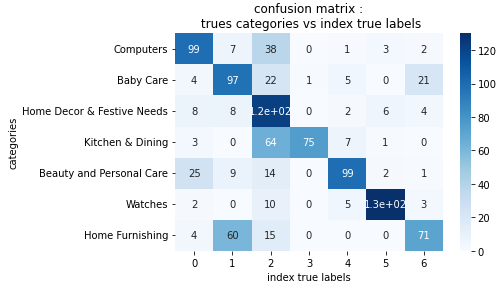 confusion matrix :
trues categories vs index true labels
categories
Computers 99 7 38 0 1 3 2
Baby Care 4 97 22 1 5 0 21
Home Decor & Festive Needs 8 8 1.2e+02 0 2 6 4
Kitchen & Dining 3 0 64 75 7 1 0
Beauty and Personal Care 25 9 14 0 99 2 1
Watches 2 0 10 0 5 1.3e+02 3
Home Furnishing 4 60 15 0 0 0 71
0 1 2 3 4 5 6
index true labels
120
100
80
60
40
20
0